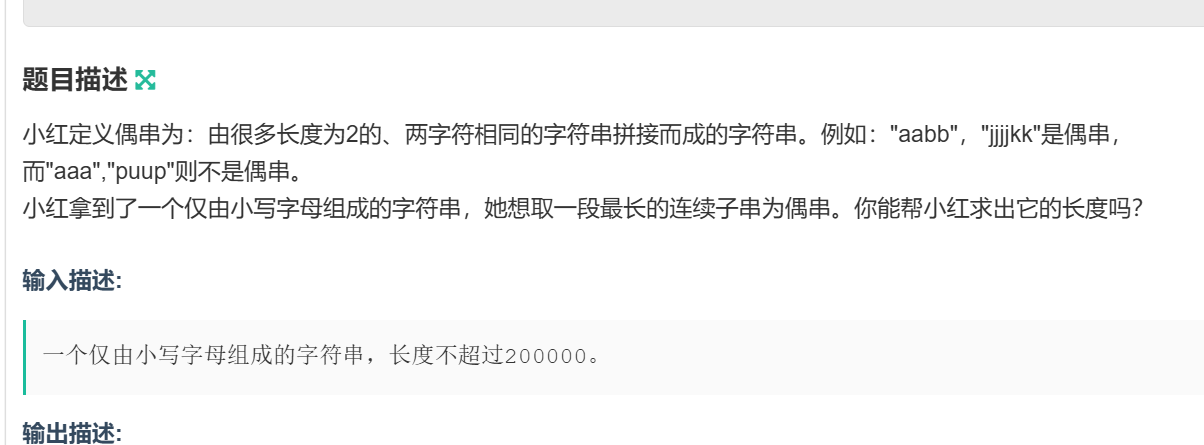 题目描述
小红定义偶串为：由很多长度为2的、两字符相同的字符串拼接而成的字符串。例如："aabb"，"jjjjkk"是偶串，
而"aaa","puup"则不是偶串。
小红拿到了一个仅由小写字母组成的字符串，她想取一段最长的连续子串为偶串。你能帮小红求出它的长度吗？
输入描述:
一个仅由小写字母组成的字符串，长度不超过200000。
输出描述: